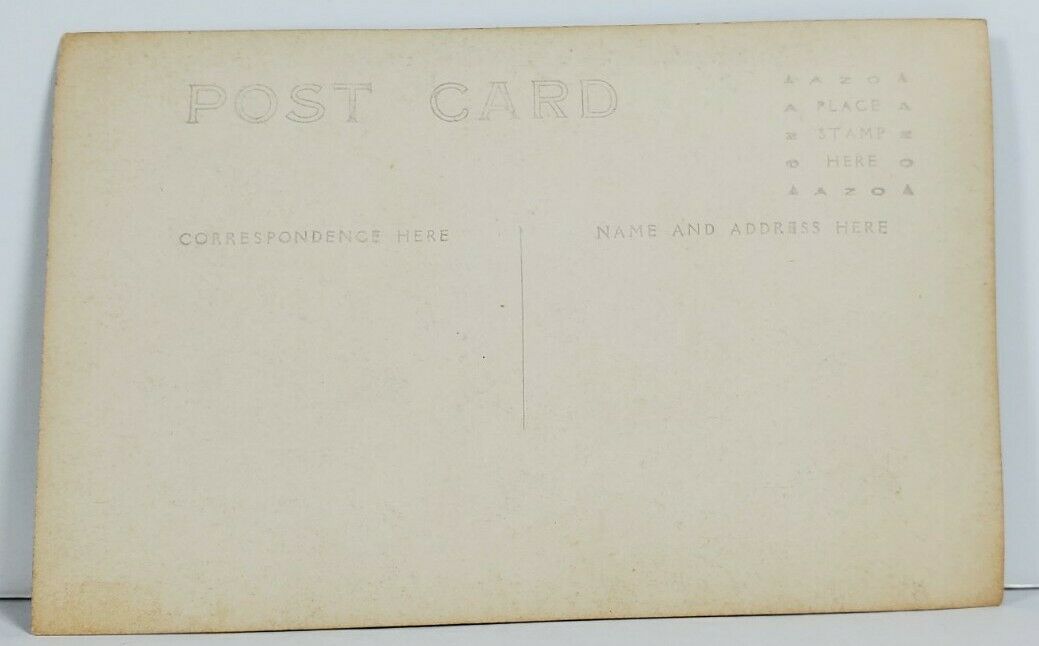 POST CARD
AZO
PLACE
STAMP
HERE
AZO
CORRESPONDENCE HERE
NAME AND ADDRESS HERE